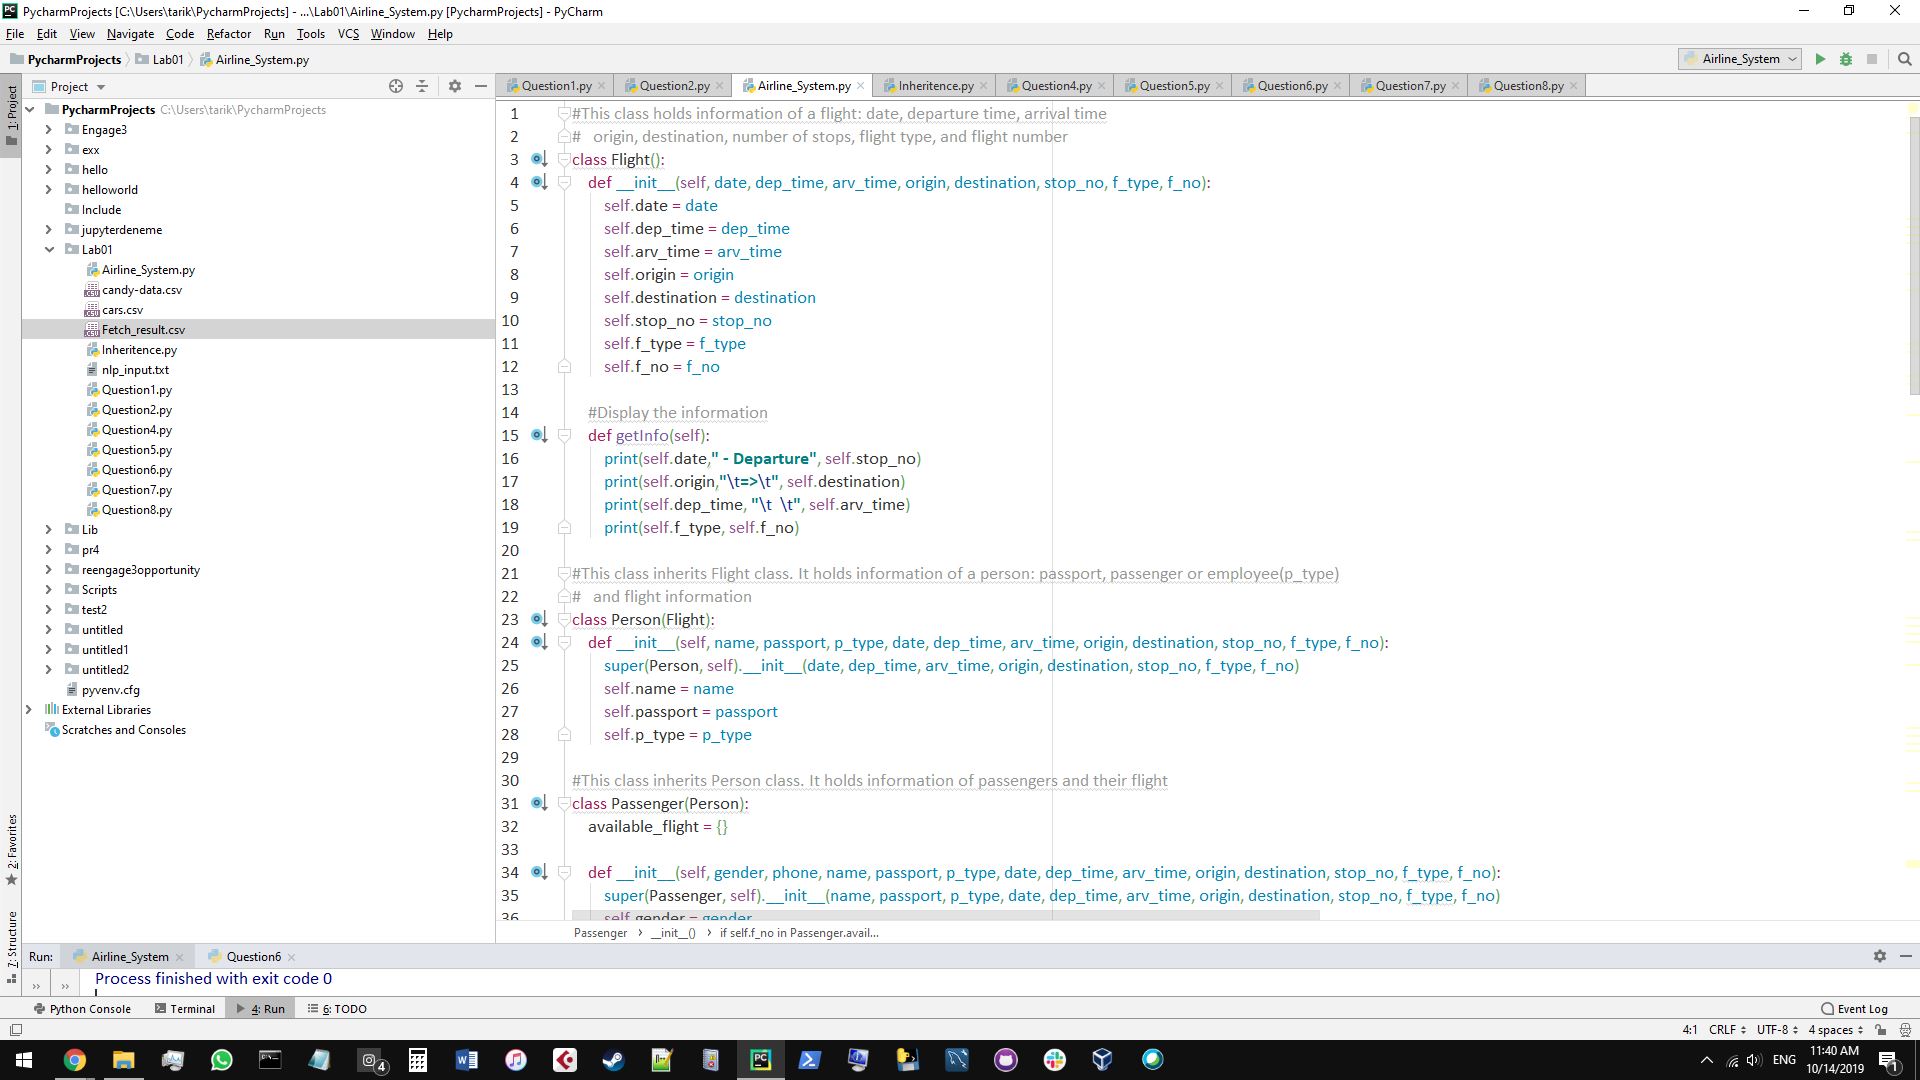 PycharmProjects [C:\Users\tarik\PycharmProjects] - ...\Lab01\Airline_System.py [PycharmProjects] - PyCharm
File Edit View Navigate Code Refactor Run Tools VCS Window Help
PycharmProjects Lab01 Airline_System.py
Airline_System
Project
Question1.py Question2.py Airline_System.py Inheritence.py Question4.py Question5.py Question6.py Question7.py Question8.py
1: Project
2: Favorites
7: Structure
PycharmProjects C:\Users\tarik\PycharmProjects
Engage3
exx
hello
helloworld
Include
jupyterdeneme
Lab01
Airline_System.py
candy-data.csv
cars.csv
Fetch_result.csv
Inheritence.py
nlp_input.txt
Question1.py
Question2.py
Question4.py
Question5.py
Question6.py
Question7.py
Question8.py
Lib
pr4
reengage3opportunity
Scripts
test2
untitled
untitled1
untitled2
pyvenv.cfg
External Libraries
Scratches and Consoles
1 #This class holds information of a flight: date, departure time, arrival time
2 # origin, destination, number of stops, flight type, and flight number
3 class Flight():
4 def __init__(self, date, dep_time, arv_time, origin, destination, stop_no, f_type, f_no):
5 self.date = date
6 self.dep_time = dep_time
7 self.arv_time = arv_time
8 self.origin = origin
9 self.destination = destination
10 self.stop_no = stop_no
11 self.f_type = f_type
12 self.f_no = f_no
13
14 #Display the information
15 def getInfo(self):
16 print(self.date," - Departure", self.stop_no)
17 print(self.origin,"\t=>\t", self.destination)
18 print(self.dep_time, "\t  \t", self.arv_time)
19 print(self.f_type, self.f_no)
20
21 #This class inherits Flight class. It holds information of a person: passport, passenger or employee(p_type)
22 # and flight information
23 class Person(Flight):
24 def __init__(self, name, passport, p_type, date, dep_time, arv_time, origin, destination, stop_no, f_type, f_no):
25 super(Person, self).__init__(date, dep_time, arv_time, origin, destination, stop_no, f_type, f_no)
26 self.name = name
27 self.passport = passport
28 self.p_type = p_type
29
30 #This class inherits Person class. It holds information of passengers and their flight
31 class Passenger(Person):
32 available_flight = {}
33
34 def __init__(self, gender, phone, name, passport, p_type, date, dep_time, arv_time, origin, destination, stop_no, f_type, f_no):
35 super(Passenger, self).__init__(name, passport, p_type, date, dep_time, arv_time, origin, destination, stop_no, f_type, f_no)
36 self.gender = gender
Passenger __init__() if self.f_no in Passenger.avail...
Run: Airline_System Question6
Process finished with exit code 0
Python Console Terminal 4: Run 6: TODO Event Log
4:1 CRLF UTF-8 4 spaces
4
ENG
11:40 AM
10/14/2019
1